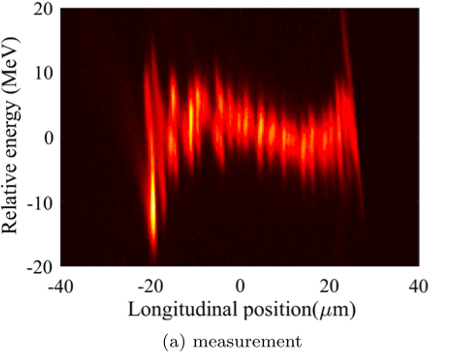 20
10
0
-10
-20
Relative energy (MeV)
-40 -20 0 20 40
Longitudinal position(μm)
(a) measurement